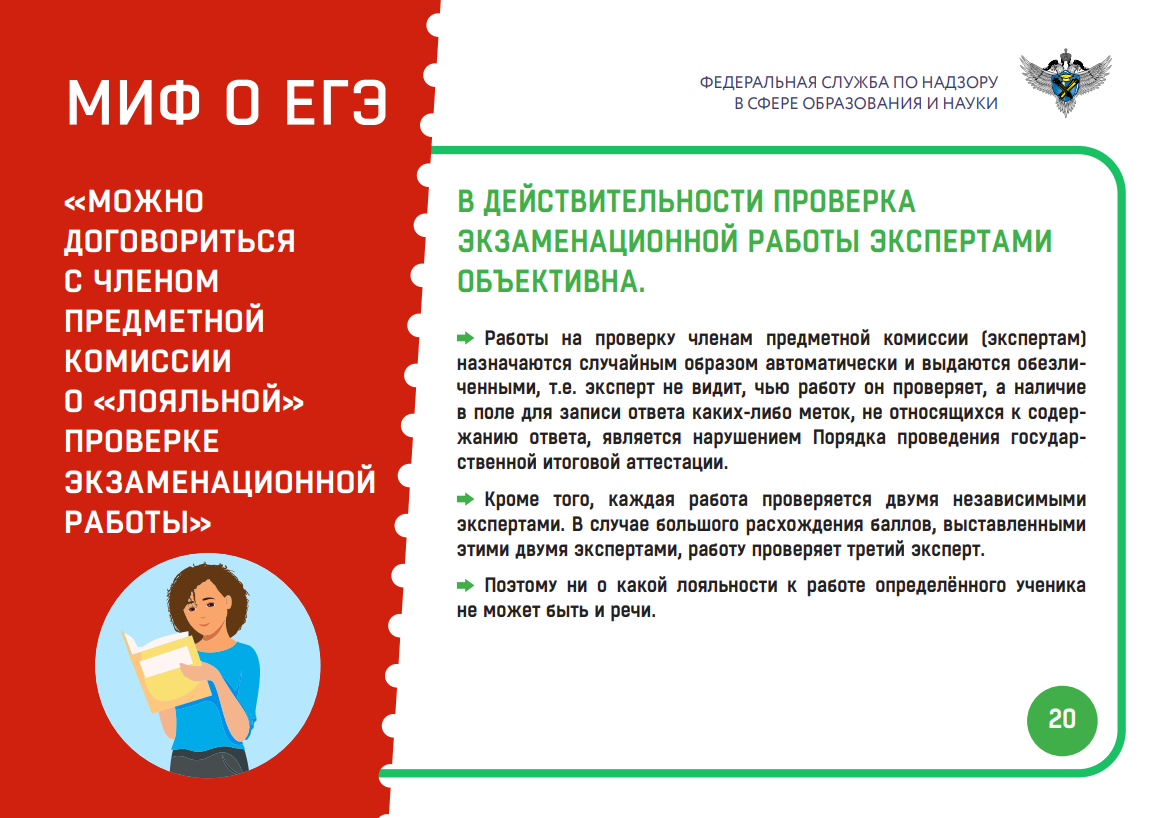 МИФ О ЕГЭ
«МОЖНО
ДОГОВОРИТЬСЯ
С ЧЛЕНОМ
ПРЕДМЕТНОЙ
КОМИССИИ
О «ЛОЯЛЬНОЙ»
ПРОВЕРКЕ
ЭКЗАМЕНАЦИОННОЙ
РАБОТЫ»
ФЕДЕРАЛЬНАЯ СЛУЖБА ПО НАДЗОРУ
В СФЕРЕ ОБРАЗОВАНИЯ И НАУКИ
В ДЕЙСТВИТЕЛЬНОСТИ ПРОВЕРКА
ЭКЗАМЕНАЦИОННОЙ РАБОТЫ ЭКСПЕРТАМИ
ОБЪЕКТИВНА.
Работы на проверку членам предметной комиссии (экспертам)
назначаются случайным образом автоматически и выдаются обезли-
ченными, т.е. эксперт не видит, чью работу он проверяет, а наличие
в поле для записи ответа каких-либо меток, не относящихся к содер-
жанию ответа, является нарушением Порядка проведения государ-
ственной итоговой аттестации.
Кроме того, каждая работа проверяется двумя независимыми
экспертами. В случае большого расхождения баллов, выставленными
этими двумя экспертами, работу проверяет третий эксперт.
Поэтому ни о какой лояльности к работе определённого ученика
не может быть и речи.
20